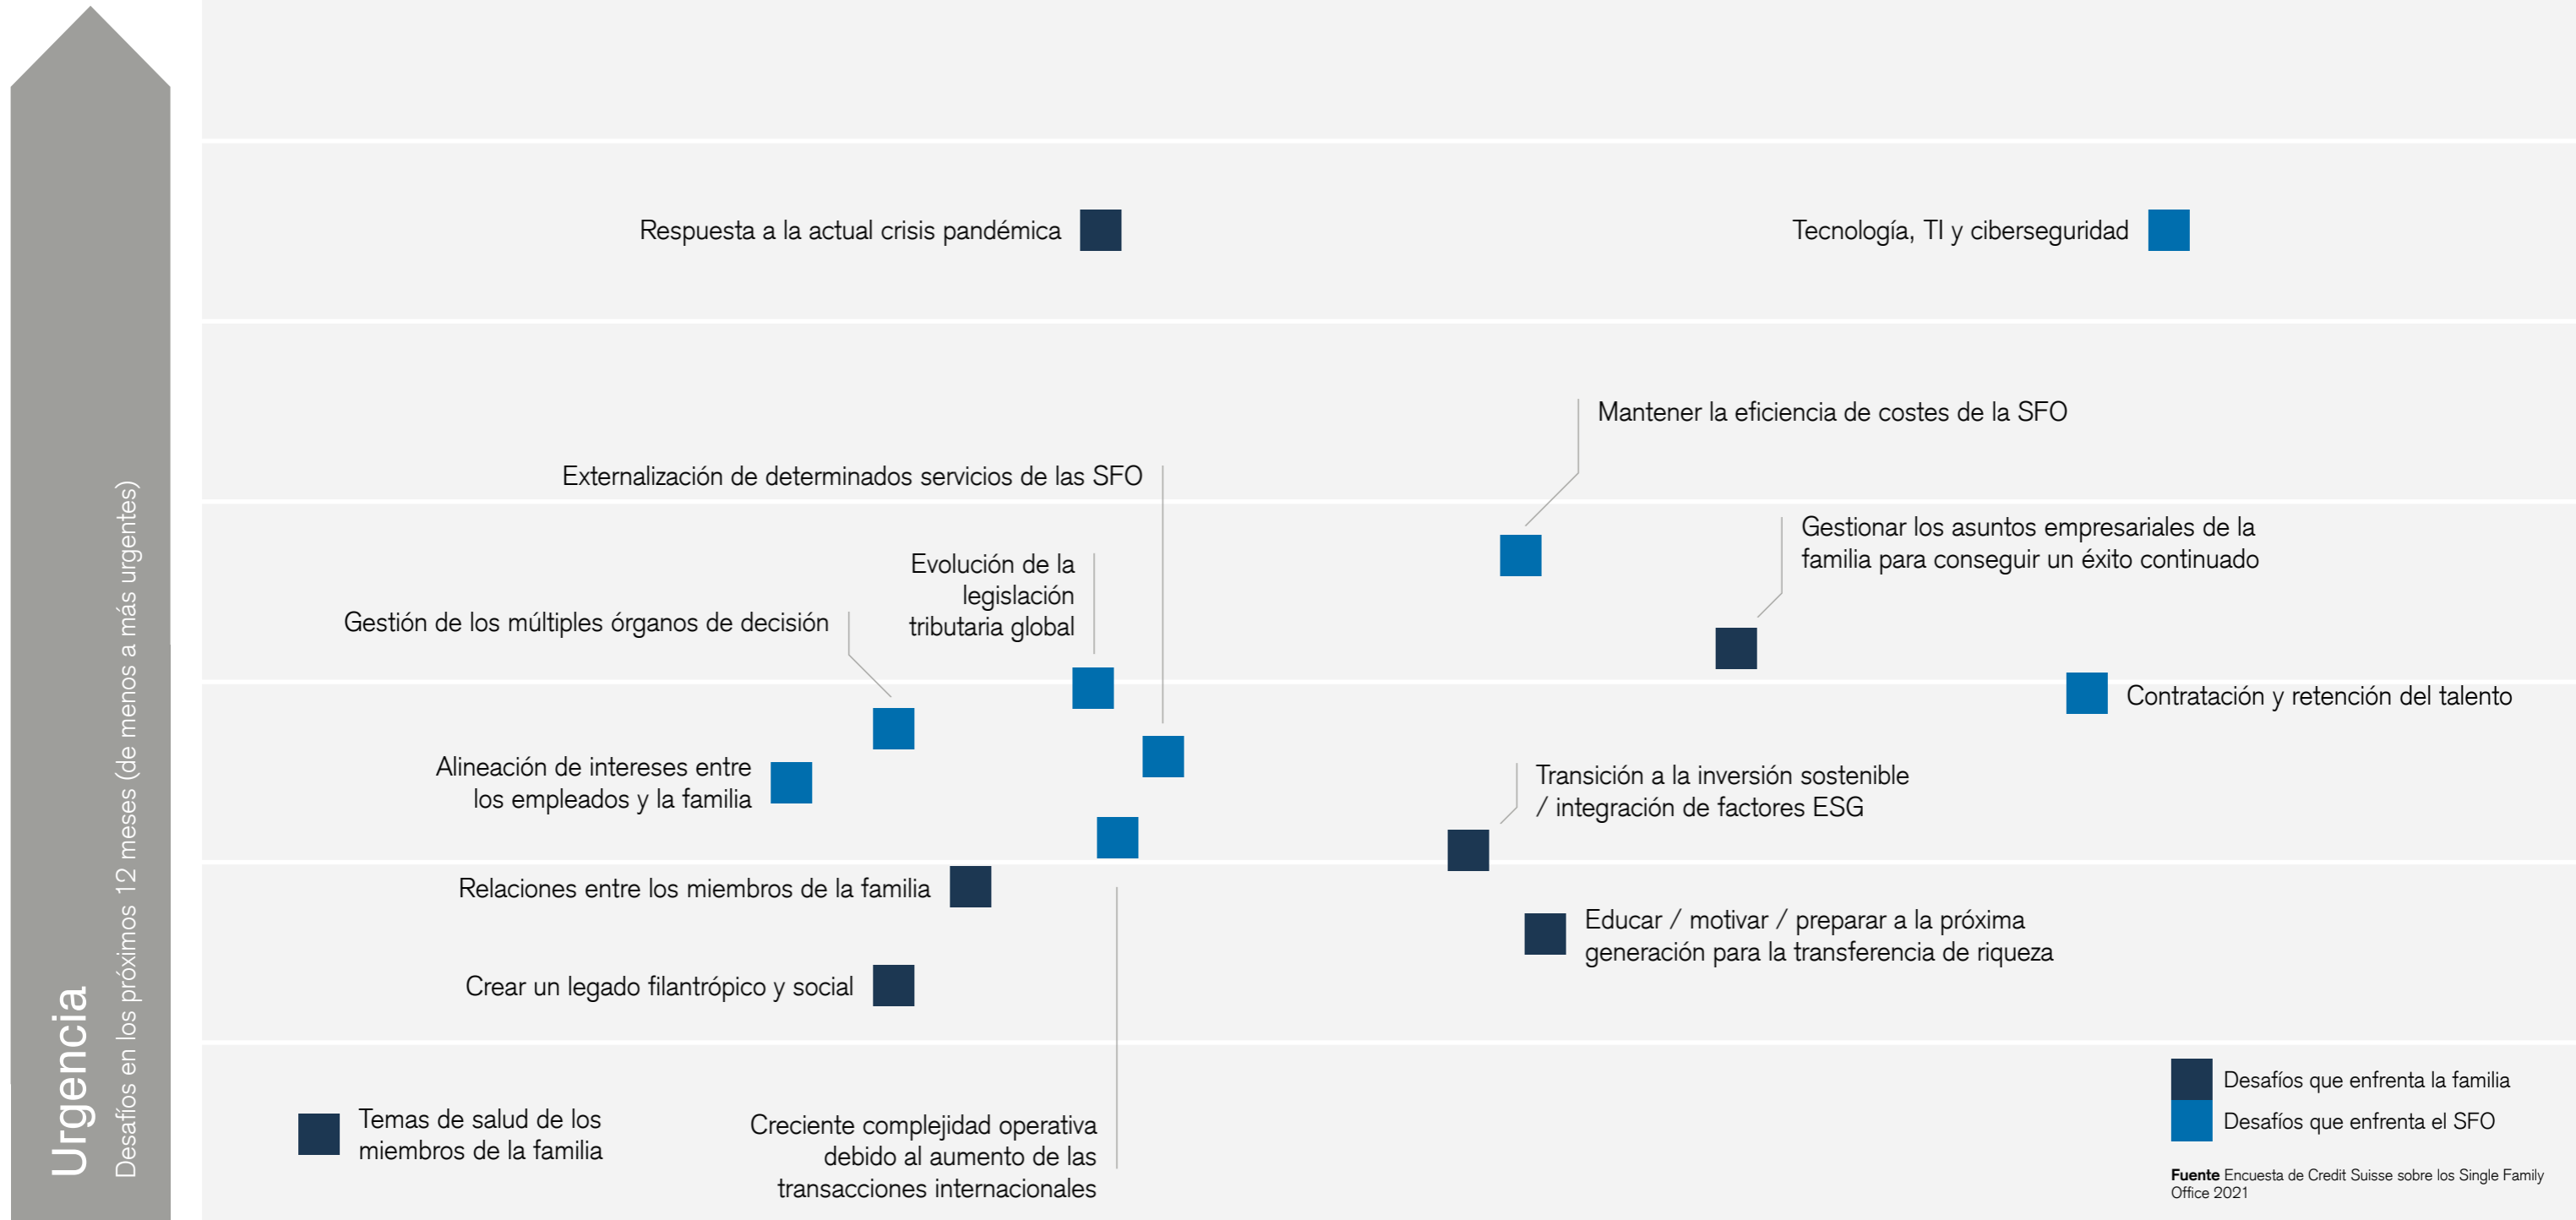 Urgencia
Desafíos en los próximos 12 meses (de menos a más urgentes)
Respuesta a la actual crisis pandémica
Tecnología, TI y ciberseguridad
Mantener la eficiencia de costes de la SFO
Externalización de determinados servicios de las SFO
Gestionar los asuntos empresariales de la
familia para conseguir un éxito continuado
Evolución de la
legislación
tributaria global
Gestión de los múltiples órganos de decisión
Contratación y retención del talento
Alineación de intereses entre
los empleados y la familia
Transición a la inversión sostenible
/ integración de factores ESG
Relaciones entre los miembros de la familia
Educar / motivar / preparar a la próxima
generación para la transferencia de riqueza
Crear un legado filantrópico y social
Temas de salud de los
miembros de la familia
Creciente complejidad operativa
debido al aumento de las
transacciones internacionales
Desafíos que enfrenta la familia
Desafíos que enfrenta el SFO
Fuente Encuesta de Credit Suisse sobre los Single Family
Office 2021